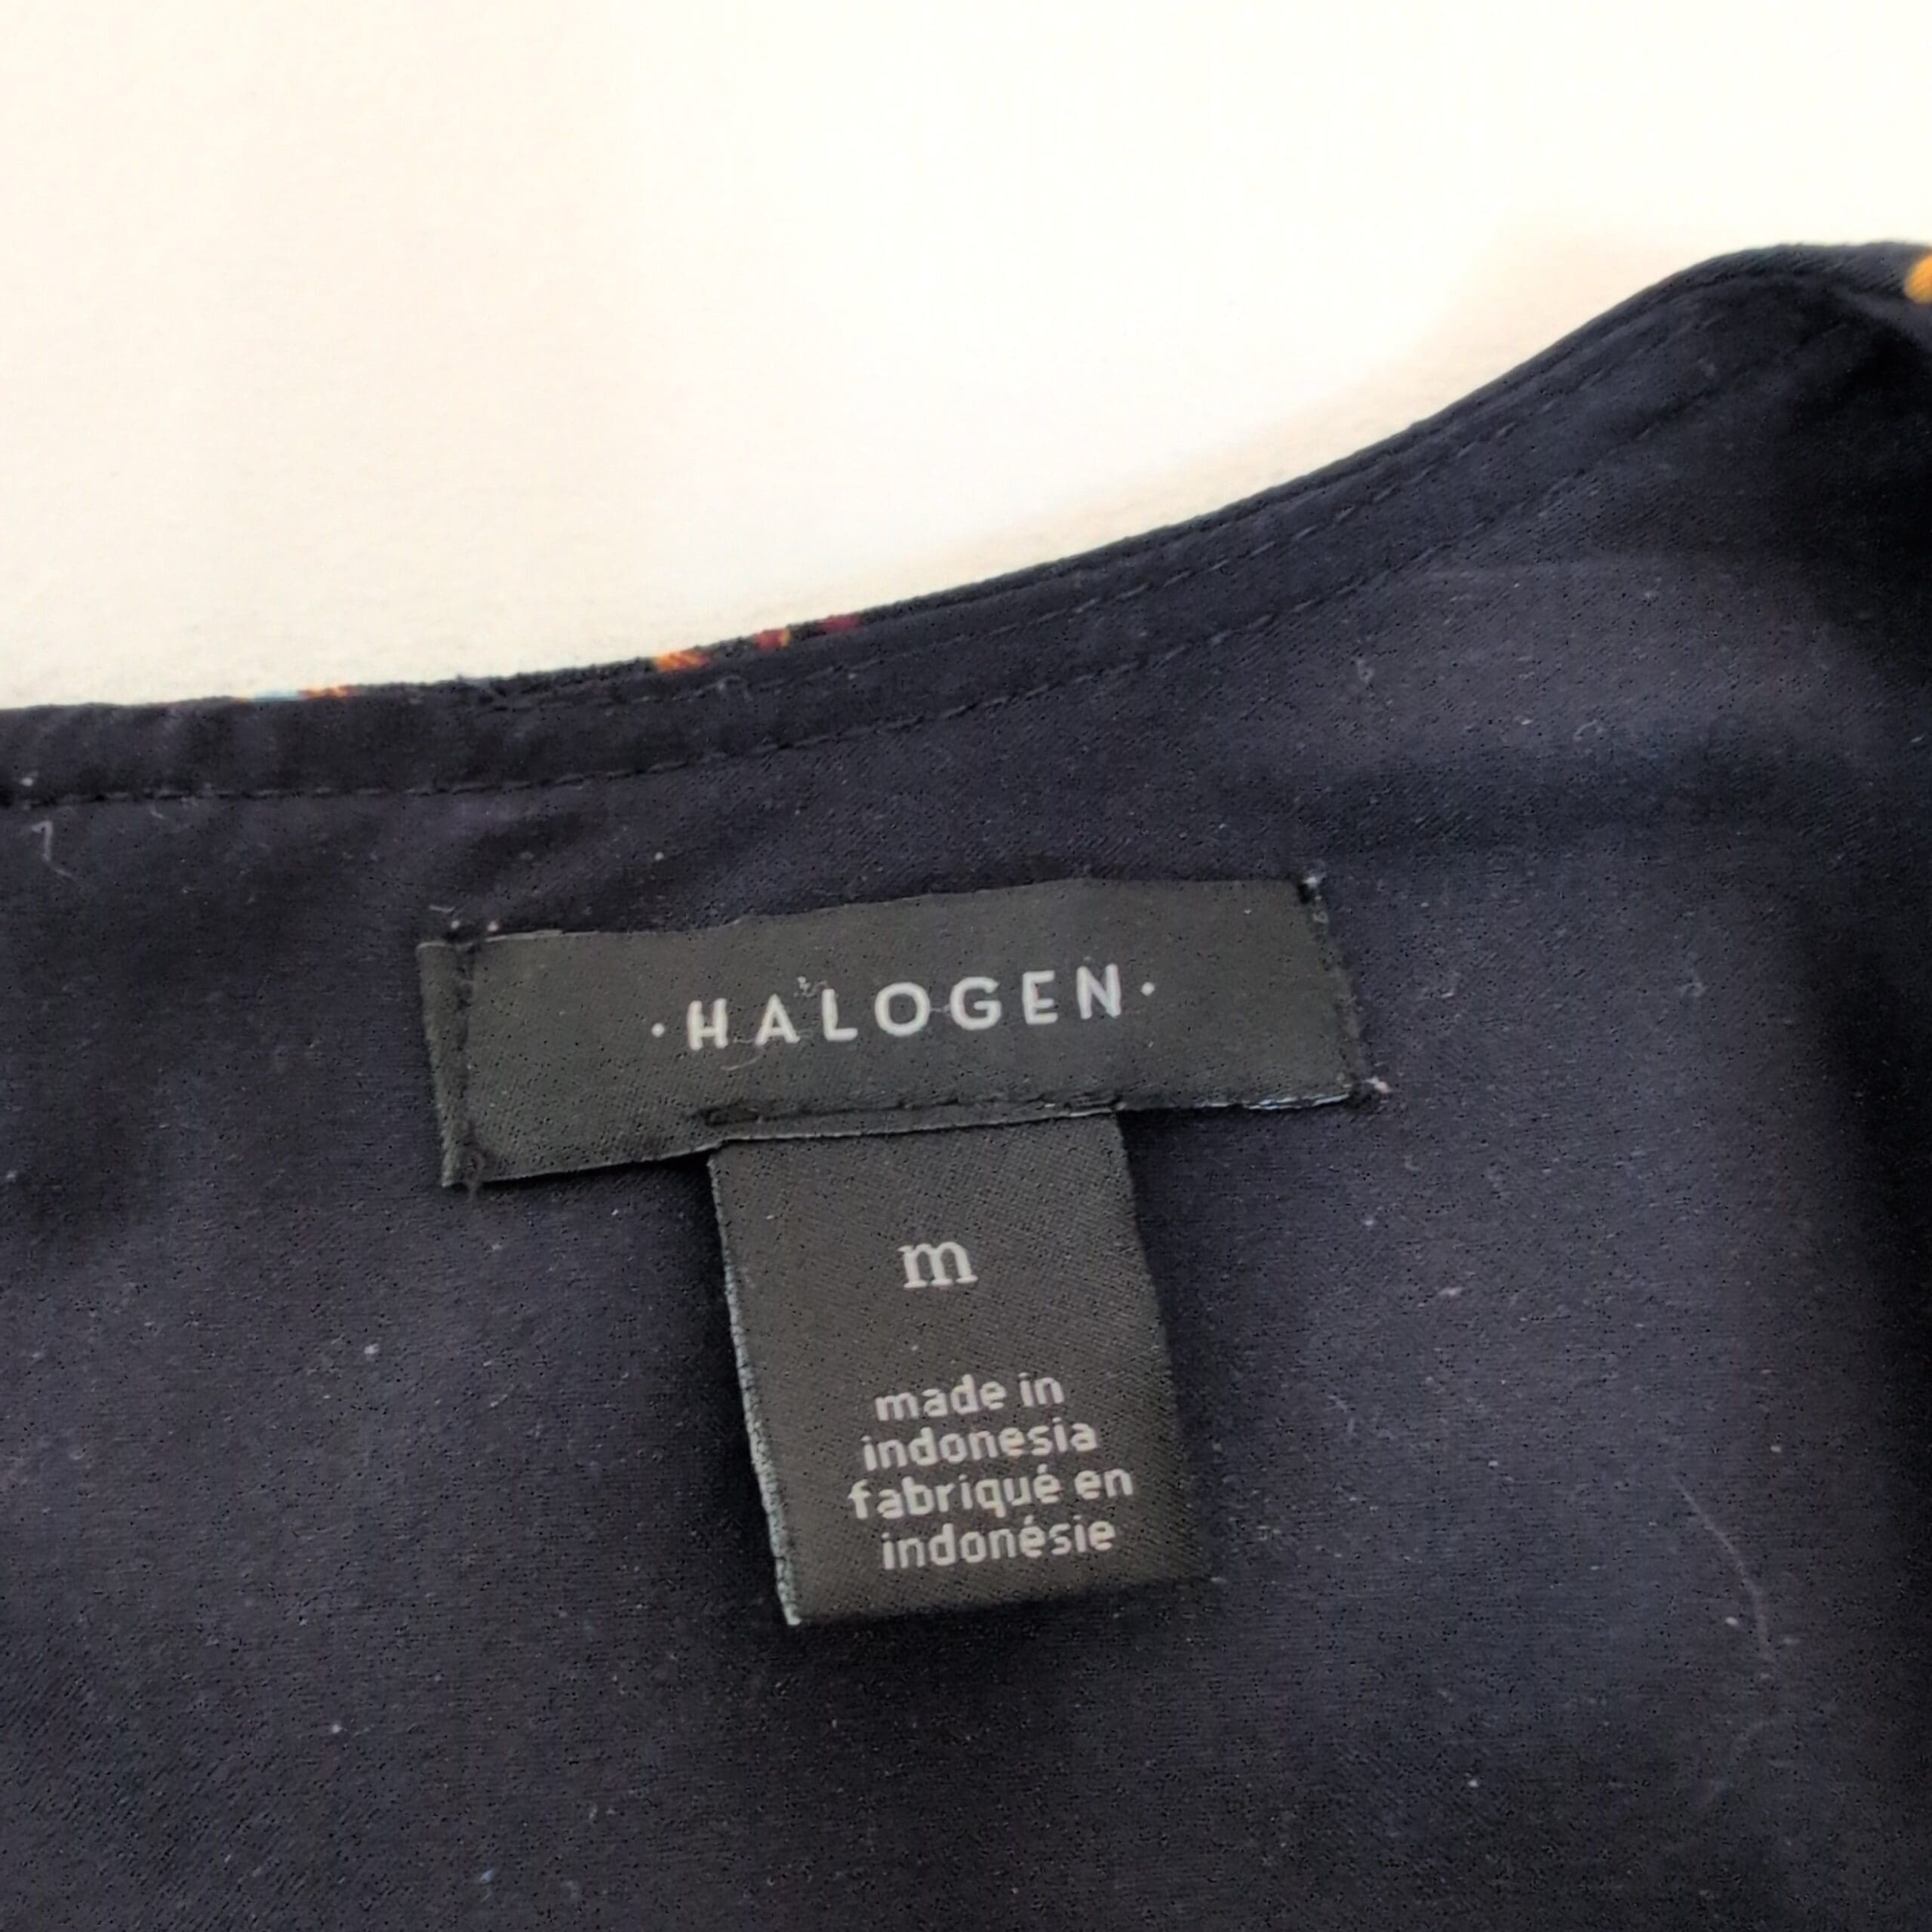 ·HALOGEN·
m
made in
indonesia
fabriqué en
indonésie